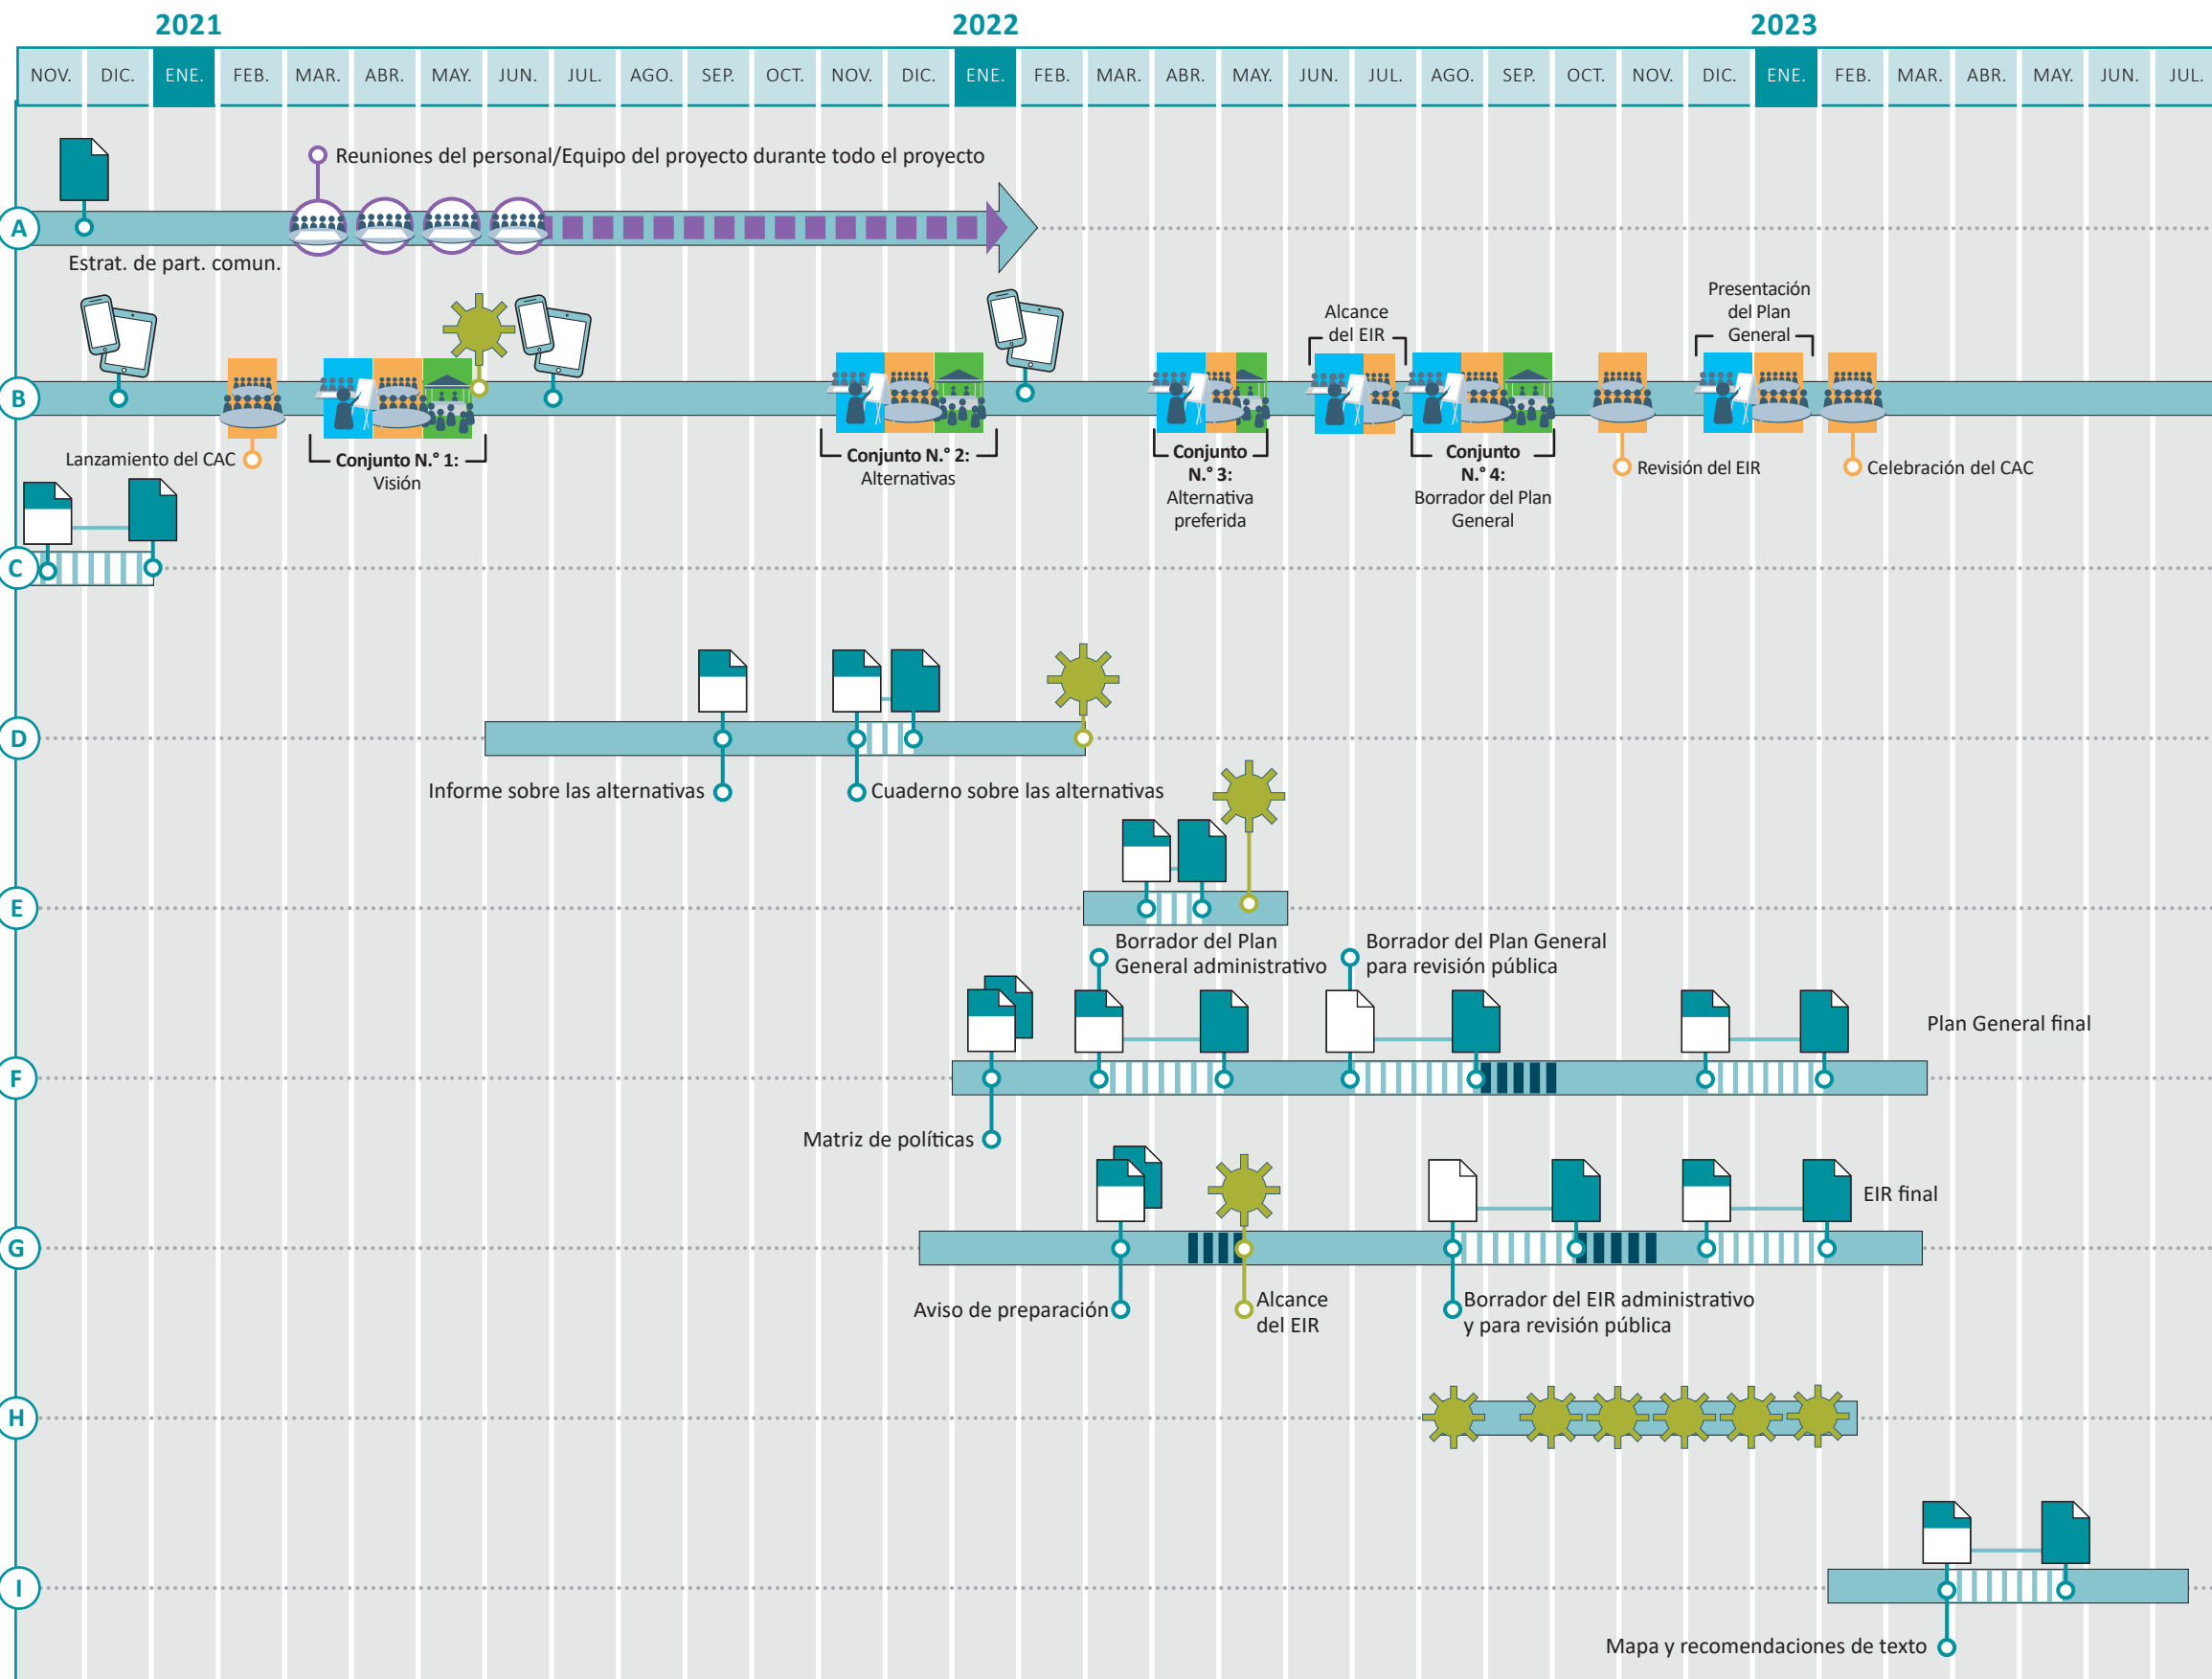 2021 2022 2023
NOV. DIC. ENE. FEB. MAR. ABR. MAY. JUN. JUL. AGO. SEP. OCT. NOV. DIC. ENE. FEB. MAR. ABR. MAY. JUN. JUL. AGO. SEP. OCT. NOV. DIC. ENE. FEB. MAR. ABR. MAY. JUN. JUL.
Reuniones del personal/Equipo del proyecto durante todo el proyecto
A
Estrat. de part. comun.
Alcance
del EIR
Presentación
del Plan
General
B
Lanzamiento del CAC
Conjunto N.° 1:
Visión
Conjunto N.° 2:
Alternativas
Conjunto
N.° 3:
Alternativa
preferida
Conjunto
N.° 4:
Borrador del Plan
General
Revisión del EIR
Celebración del CAC
C
D
Informe sobre las alternativas
Cuaderno sobre las alternativas
E
Borrador del Plan
General administrativo
Borrador del Plan General
para revisión pública
Plan General final
F
Matriz de políticas
EIR final
G
Aviso de preparación
Alcance
del EIR
Borrador del EIR administrativo
y para revisión pública
H
I
Mapa y recomendaciones de texto